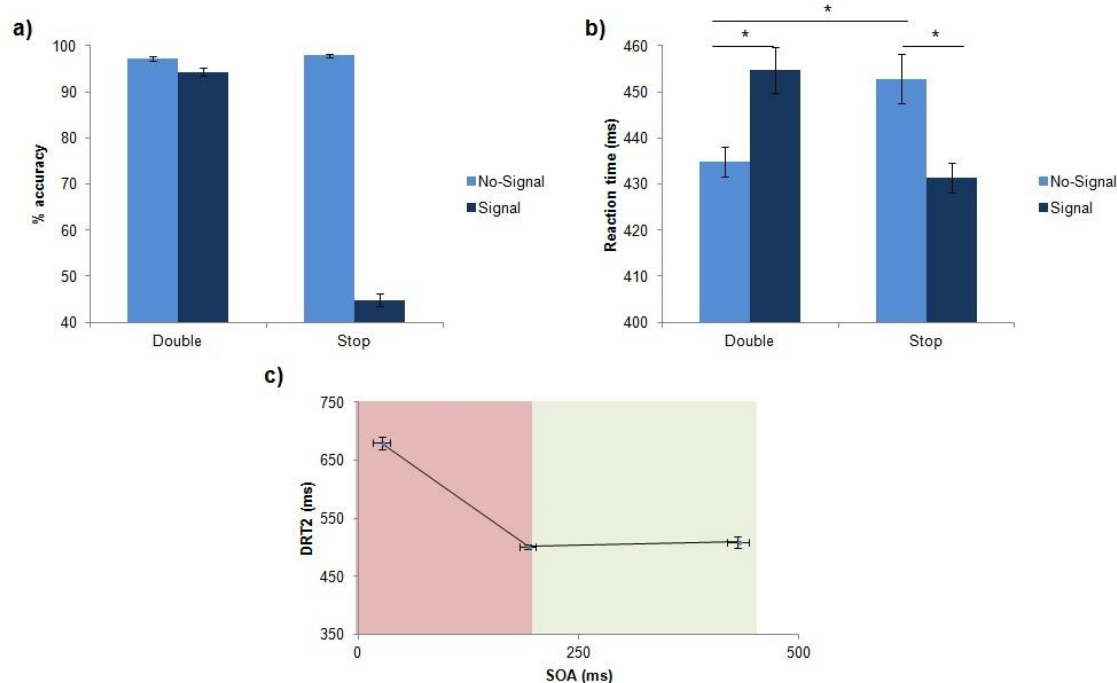 a)
% accuracy
100
90
80
70
60
50
40
Double
Stop
No-Signal
Signal
b)
*
*
*
Reaction time (ms)
460
450
440
430
420
410
400
Double
Stop
No-Signal
Signal
c)
DRT2 (ms)
750
650
550
450
350
0
250
500
SOA (ms)